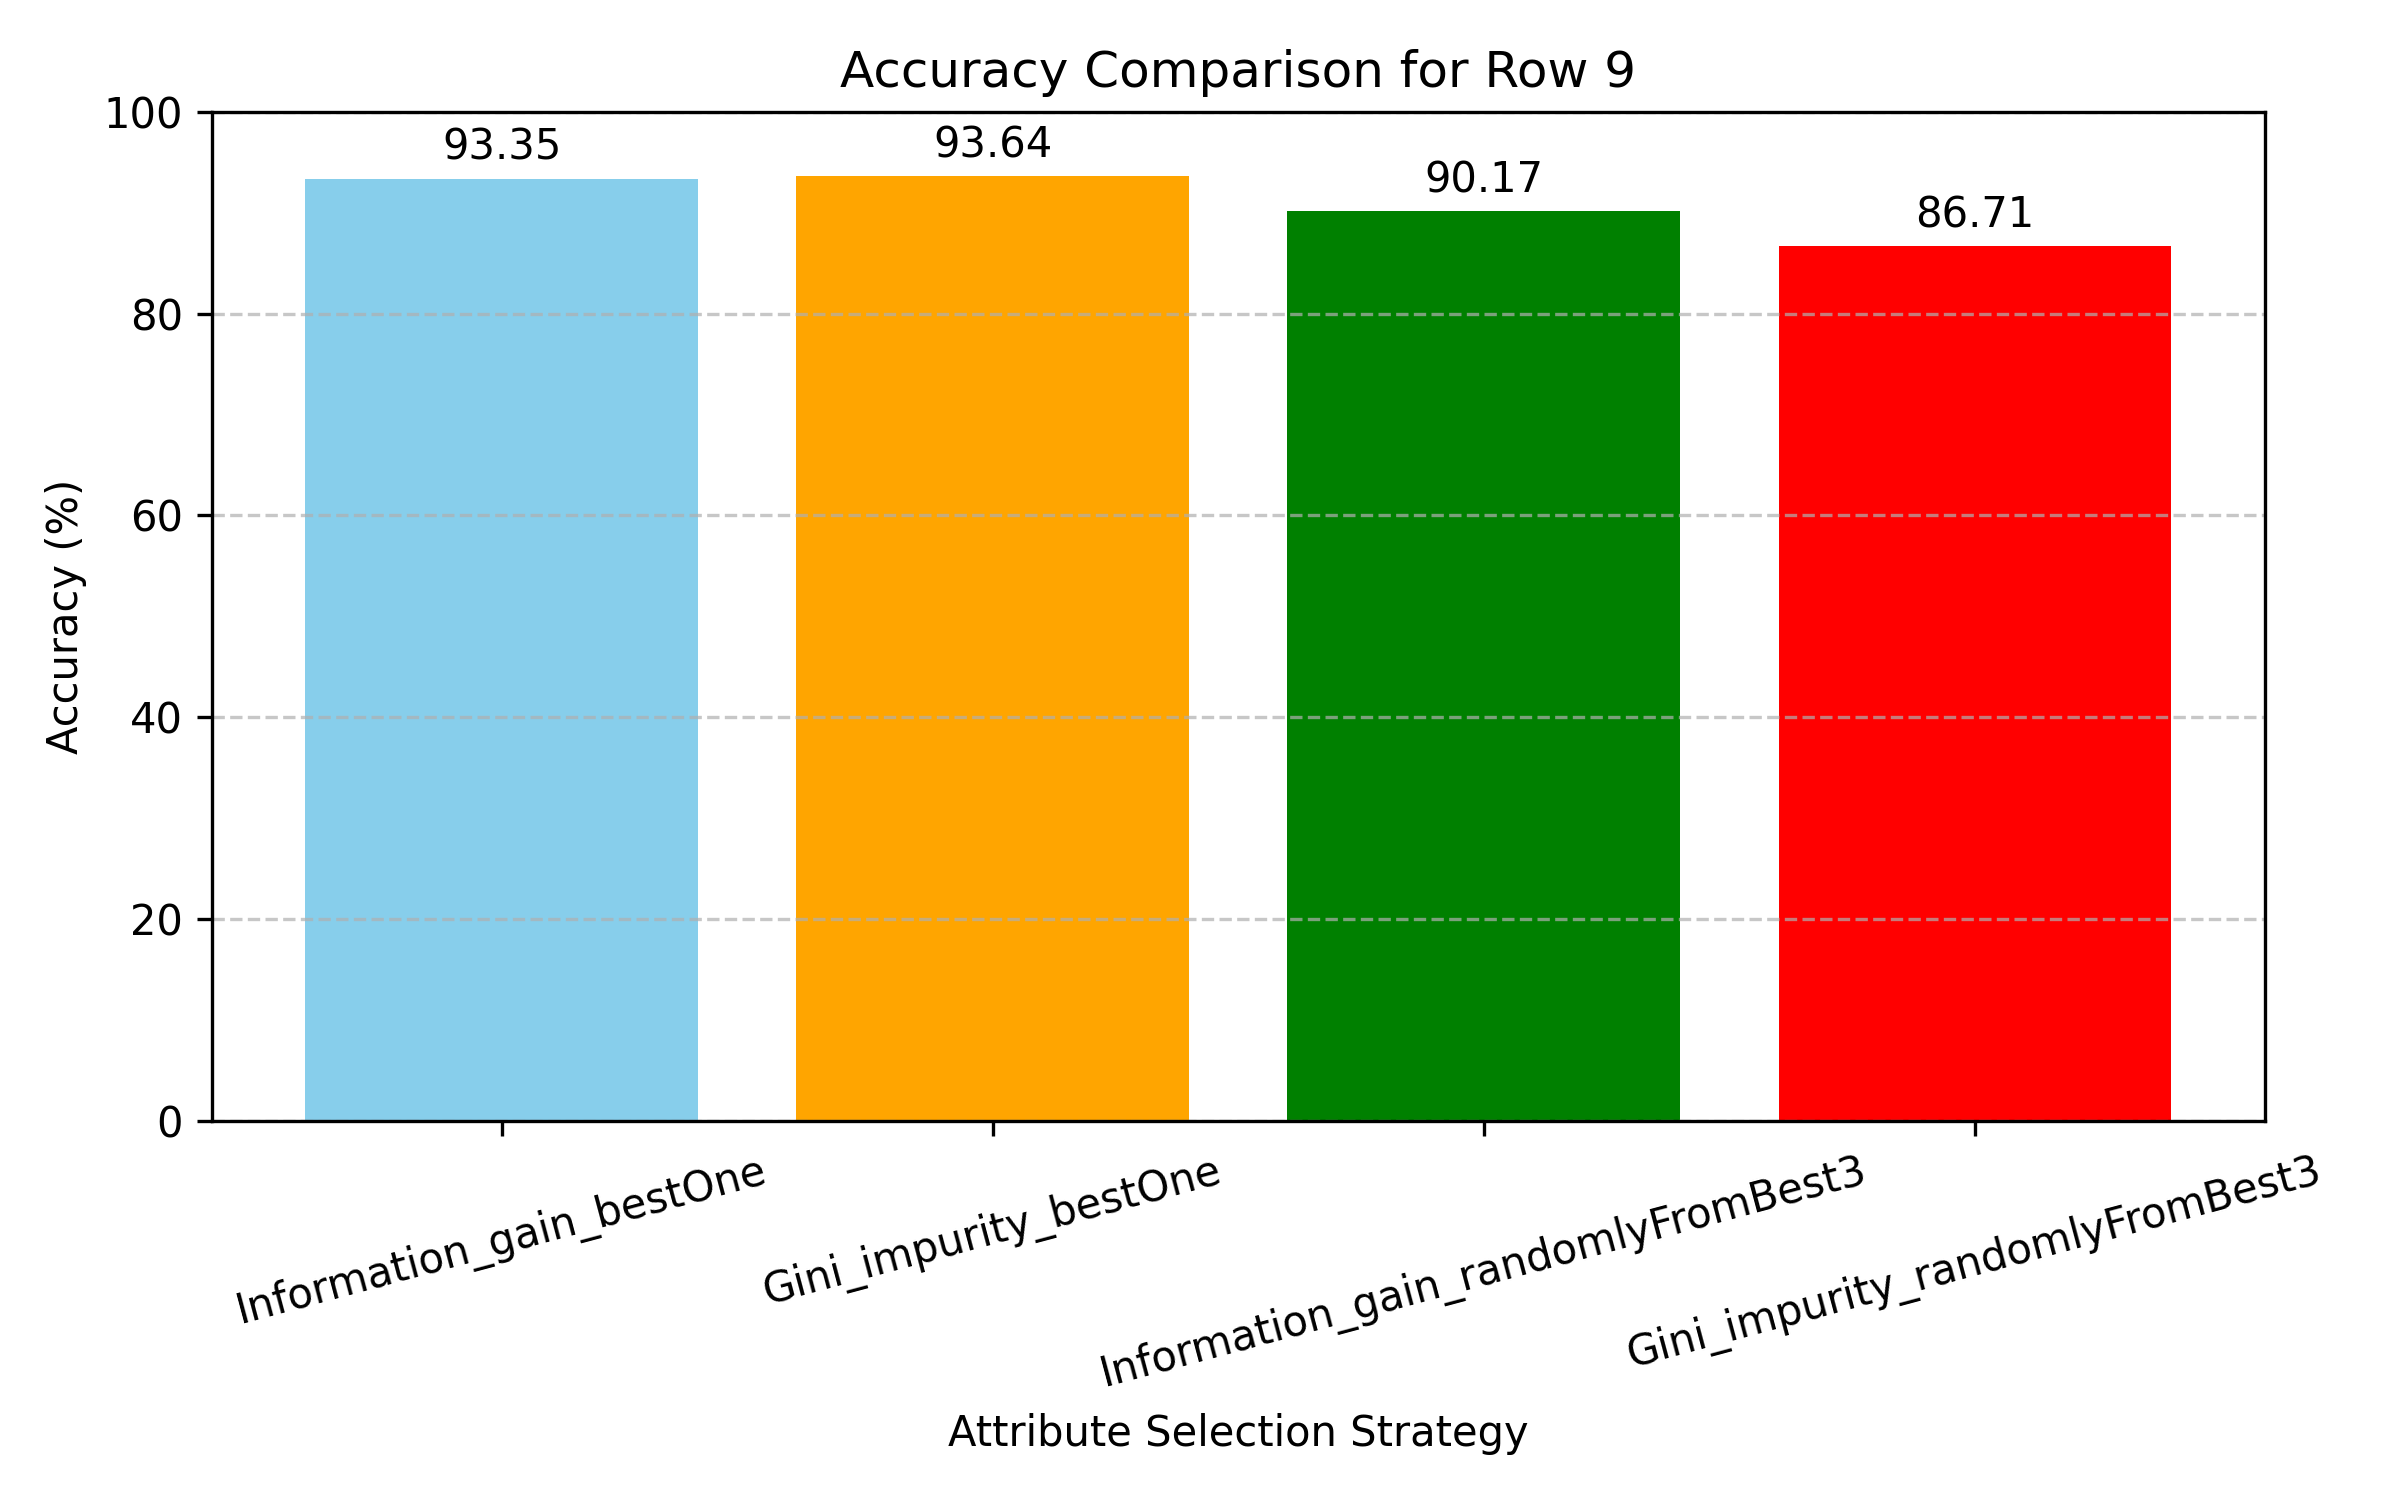 Accuracy Comparison for Row 9
100
80
60
40
20
0
Accuracy (%)
93.35
93.64
90.17
86.71
Information_gain_bestOne
Gini_impurity_bestOne
Information_gain_randomlyFromBest3
Gini_impurity_randomlyFromBest3
Attribute Selection Strategy